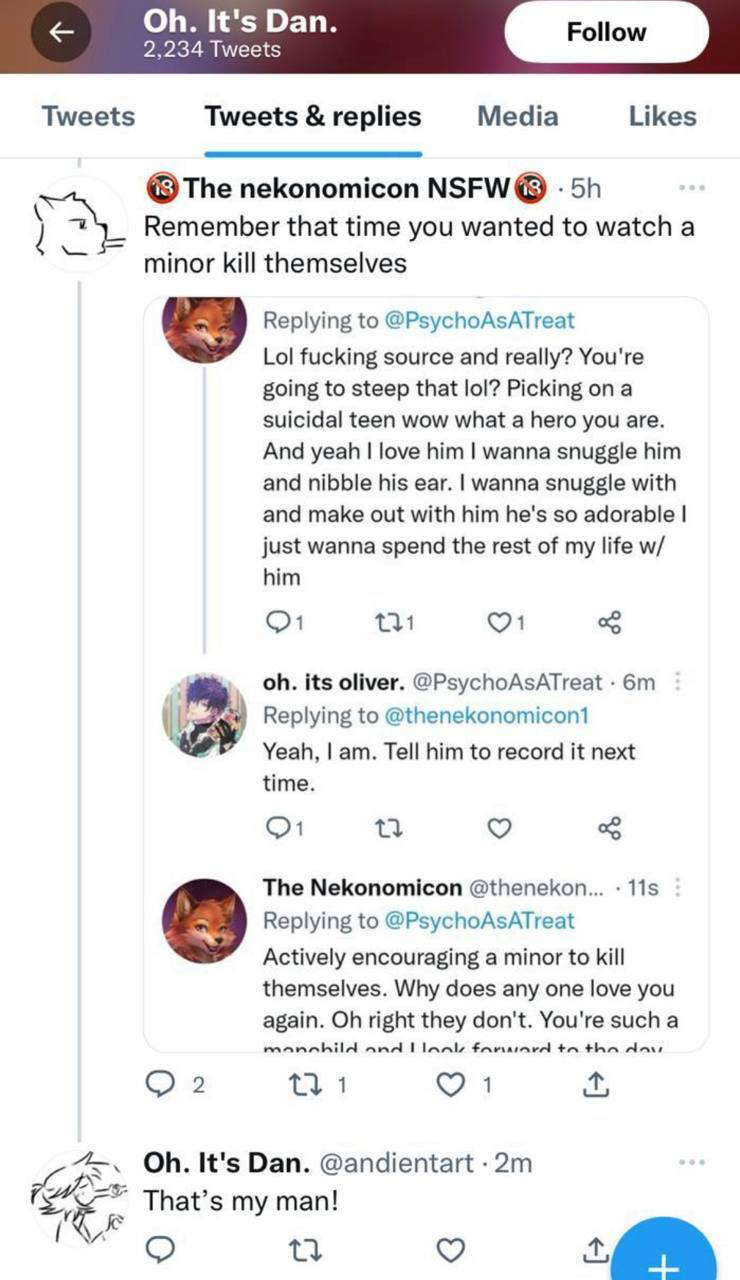 Oh. It's Dan.
2,234 Tweets
Follow
Tweets
Tweets & replies
Media
Likes
🔞The nekonomicon NSFW🔞 · 5h
Remember that time you wanted to watch a
minor kill themselves
Replying to @PsychoAsATreat
Lol fucking source and really? You're
going to steep that lol? Picking on a
suicidal teen wow what a hero you are.
And yeah I love him I wanna snuggle him
and nibble his ear. I wanna snuggle with
and make out with him he's so adorable I
just wanna spend the rest of my life w/
him
1 1 1
oh. its oliver. @PsychoAsATreat · 6m
Replying to @thenekonomicon1
Yeah, I am. Tell him to record it next
time.
1
The Nekonomicon @thenekon... · 11s
Replying to @PsychoAsATreat
Actively encouraging a minor to kill
themselves. Why does any one love you
again. Oh right they don't. You're such a
manchild and I look forward to the day
2 1 1
Oh. It's Dan. @andientart · 2m
That's my man!